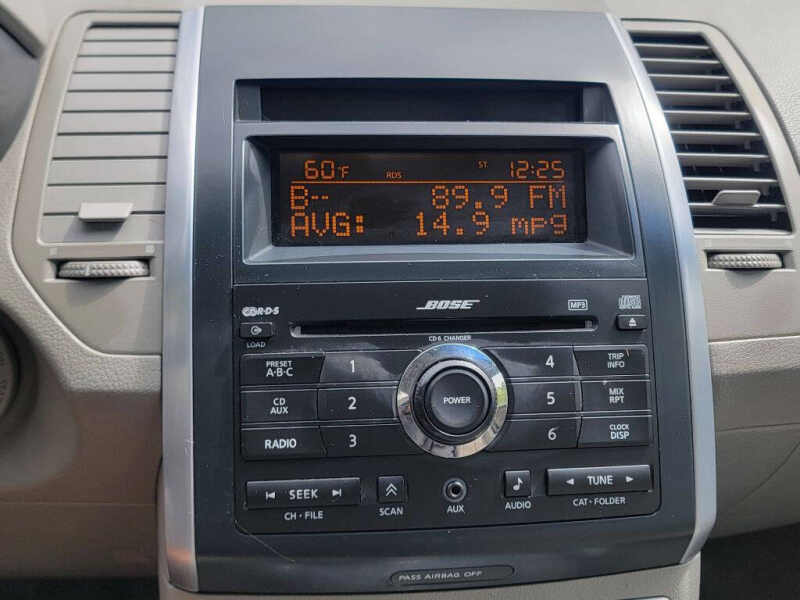 60°F RDS ST 12:25
B-- 89.9 FM
AVG: 14.9 mpg
CD R·D·S BOSE MP3
LOAD CD 6 CHANGER
PRESET A·B·C 1 4 TRIP INFO
CD AUX 2 POWER 5 MIX RPT
RADIO 3 6 CLOCK DISP
SEEK TUNE
CH·FILE SCAN AUX AUDIO CAT·FOLDER
PASS AIRBAG OFF